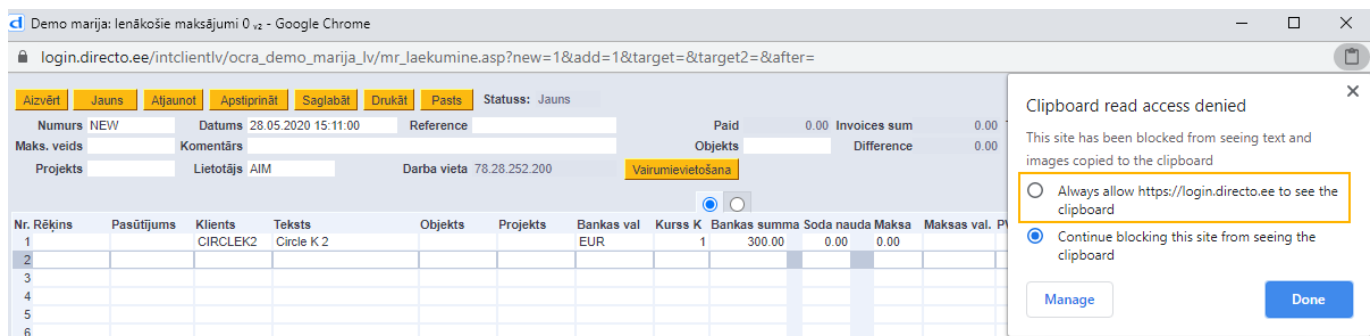 Demo marija: Ienākošie maksājumi 0 v2 - Google Chrome
login.directo.ee/intclientlv/ocra_demo_marija_lv/mr_laekumine.asp?new=1&add=1&target=&target2=&after=
Aizvērt Jauns Atjaunot Apstiprināt Saglabāt Drukāt Pasts Statuss: Jauns
Numurs NEW Datums 28.05.2020 15:11:00 Reference Paid 0.00 Invoices sum 0.00
Maks. veids Komentārs Objekts Difference 0.00
Projekts Lietotājs AIM Darba vieta 78.28.252.200 Vairumievietošana
Nr. Rēķins Pasūtījums Klients Teksts Objekts Projekts Bankas val Kurss K Bankas summa Soda nauda Maksa Maksas val.
1 CIRCLEK2 Circle K 2 EUR 1 300.00 0.00 0.00
2
3
4
5
6
Clipboard read access denied
This site has been blocked from seeing text and
images copied to the clipboard
Always allow https://login.directo.ee to see the
clipboard
Continue blocking this site from seeing the
clipboard
Manage Done